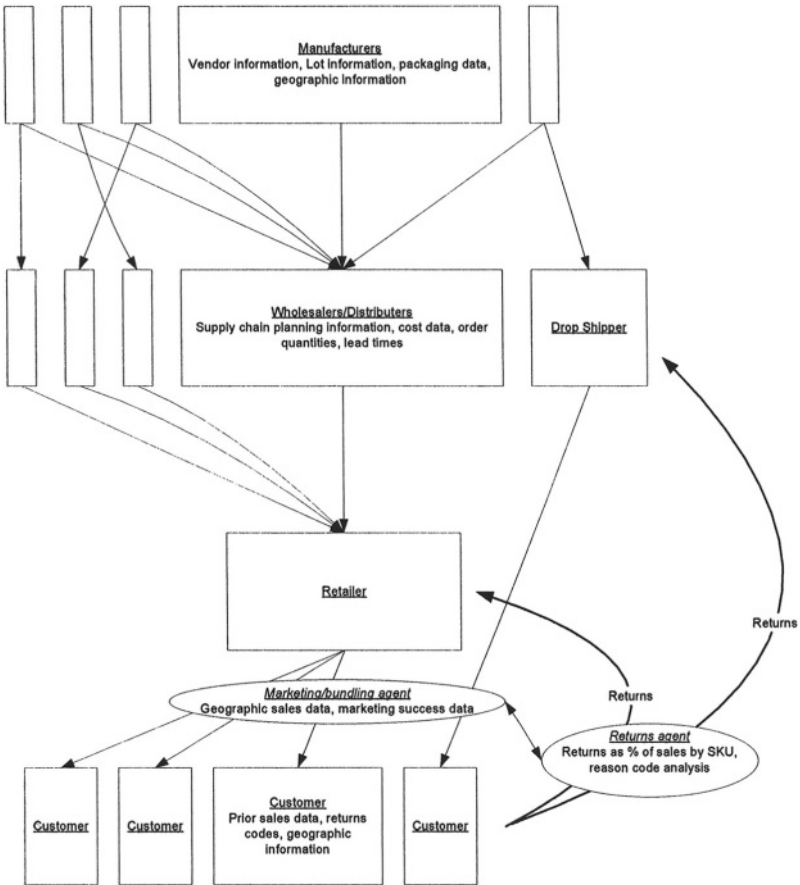 Manufacturers
Vendor information, Lot information, packaging data,
geographic information
Wholesalers/Distributers
Supply chain planning information, cost data, order
quantities, lead times
Drop Shipper
Retailer
Returns
Returns
Marketing/bundling agent
Geographic sales data, marketing success data
Returns agent
Returns as % of sales by SKU,
reason code analysis
Customer
Customer
Customer
Prior sales data, returns
codes, geographic
information
Customer